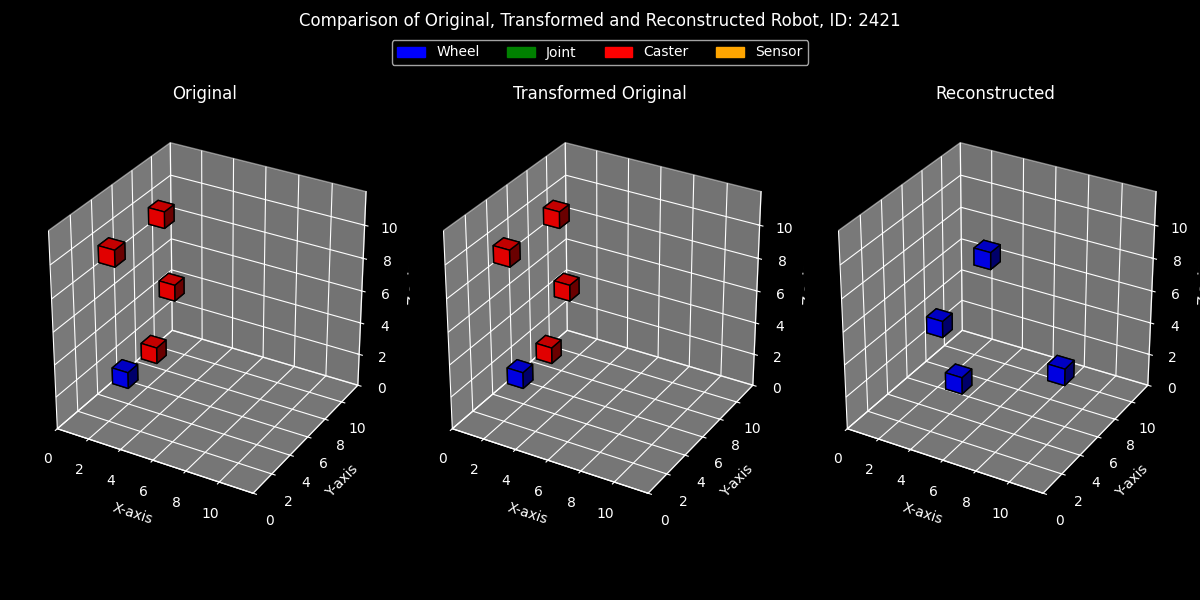 Comparison of Original, Transformed and Reconstructed Robot, ID: 2421
Wheel Joint Caster Sensor
Original Transformed Original Reconstructed
10 10 10
8 8 8
6 6 6
4 4 4
2 2 2
0 0 0
10 10 10
8 8 8
6 6 6
4 4 4
2 2 2
0 0 0
0 2 4 6 8 10 0 2 4 6 8 10 0 2 4 6 8 10
X-axis Y-axis X-axis Y-axis X-axis Y-axis